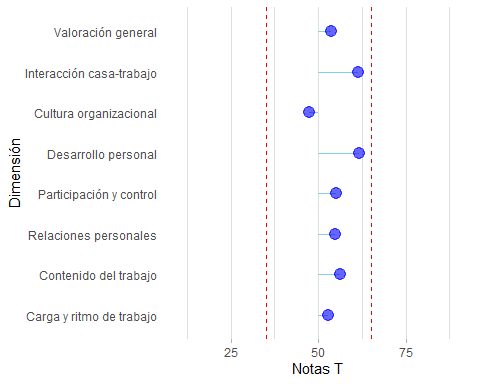 Valoración general
Interacción casa-trabajo
Cultura organizacional
Desarrollo personal
Participación y control
Relaciones personales
Contenido del trabajo
Carga y ritmo de trabajo
Dimensión
25 50 75
Notas T